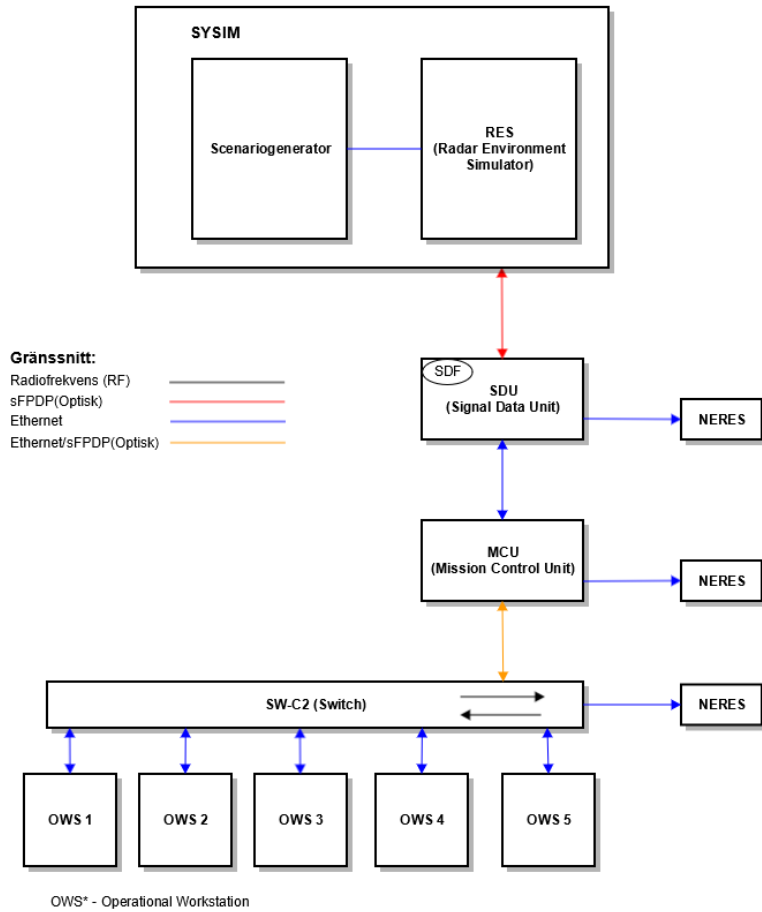 SYSIM
Scenariogenerator
RES
(Radar Environment
Simulator)
Gränssnitt:
Radiofrekvens (RF)
sFPDP(Optisk)
Ethernet
Ethernet/sFPDP(Optisk)
SDF
SDU
(Signal Data Unit)
NERES
MCU
(Mission Control Unit)
NERES
SW-C2 (Switch)
NERES
OWS 1
OWS 2
OWS 3
OWS 4
OWS 5
OWS* - Operational Workstation